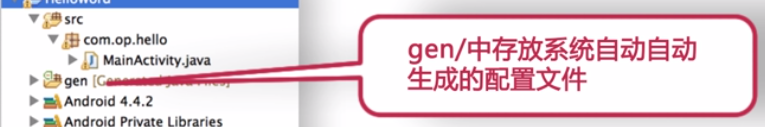 Helloword
src
com.op.hello
MainActivity.java
gen [Generated Java Files]
Android 4.4.2
Android Private Libraries
gen/中存放系统自动自动
生成的配置文件